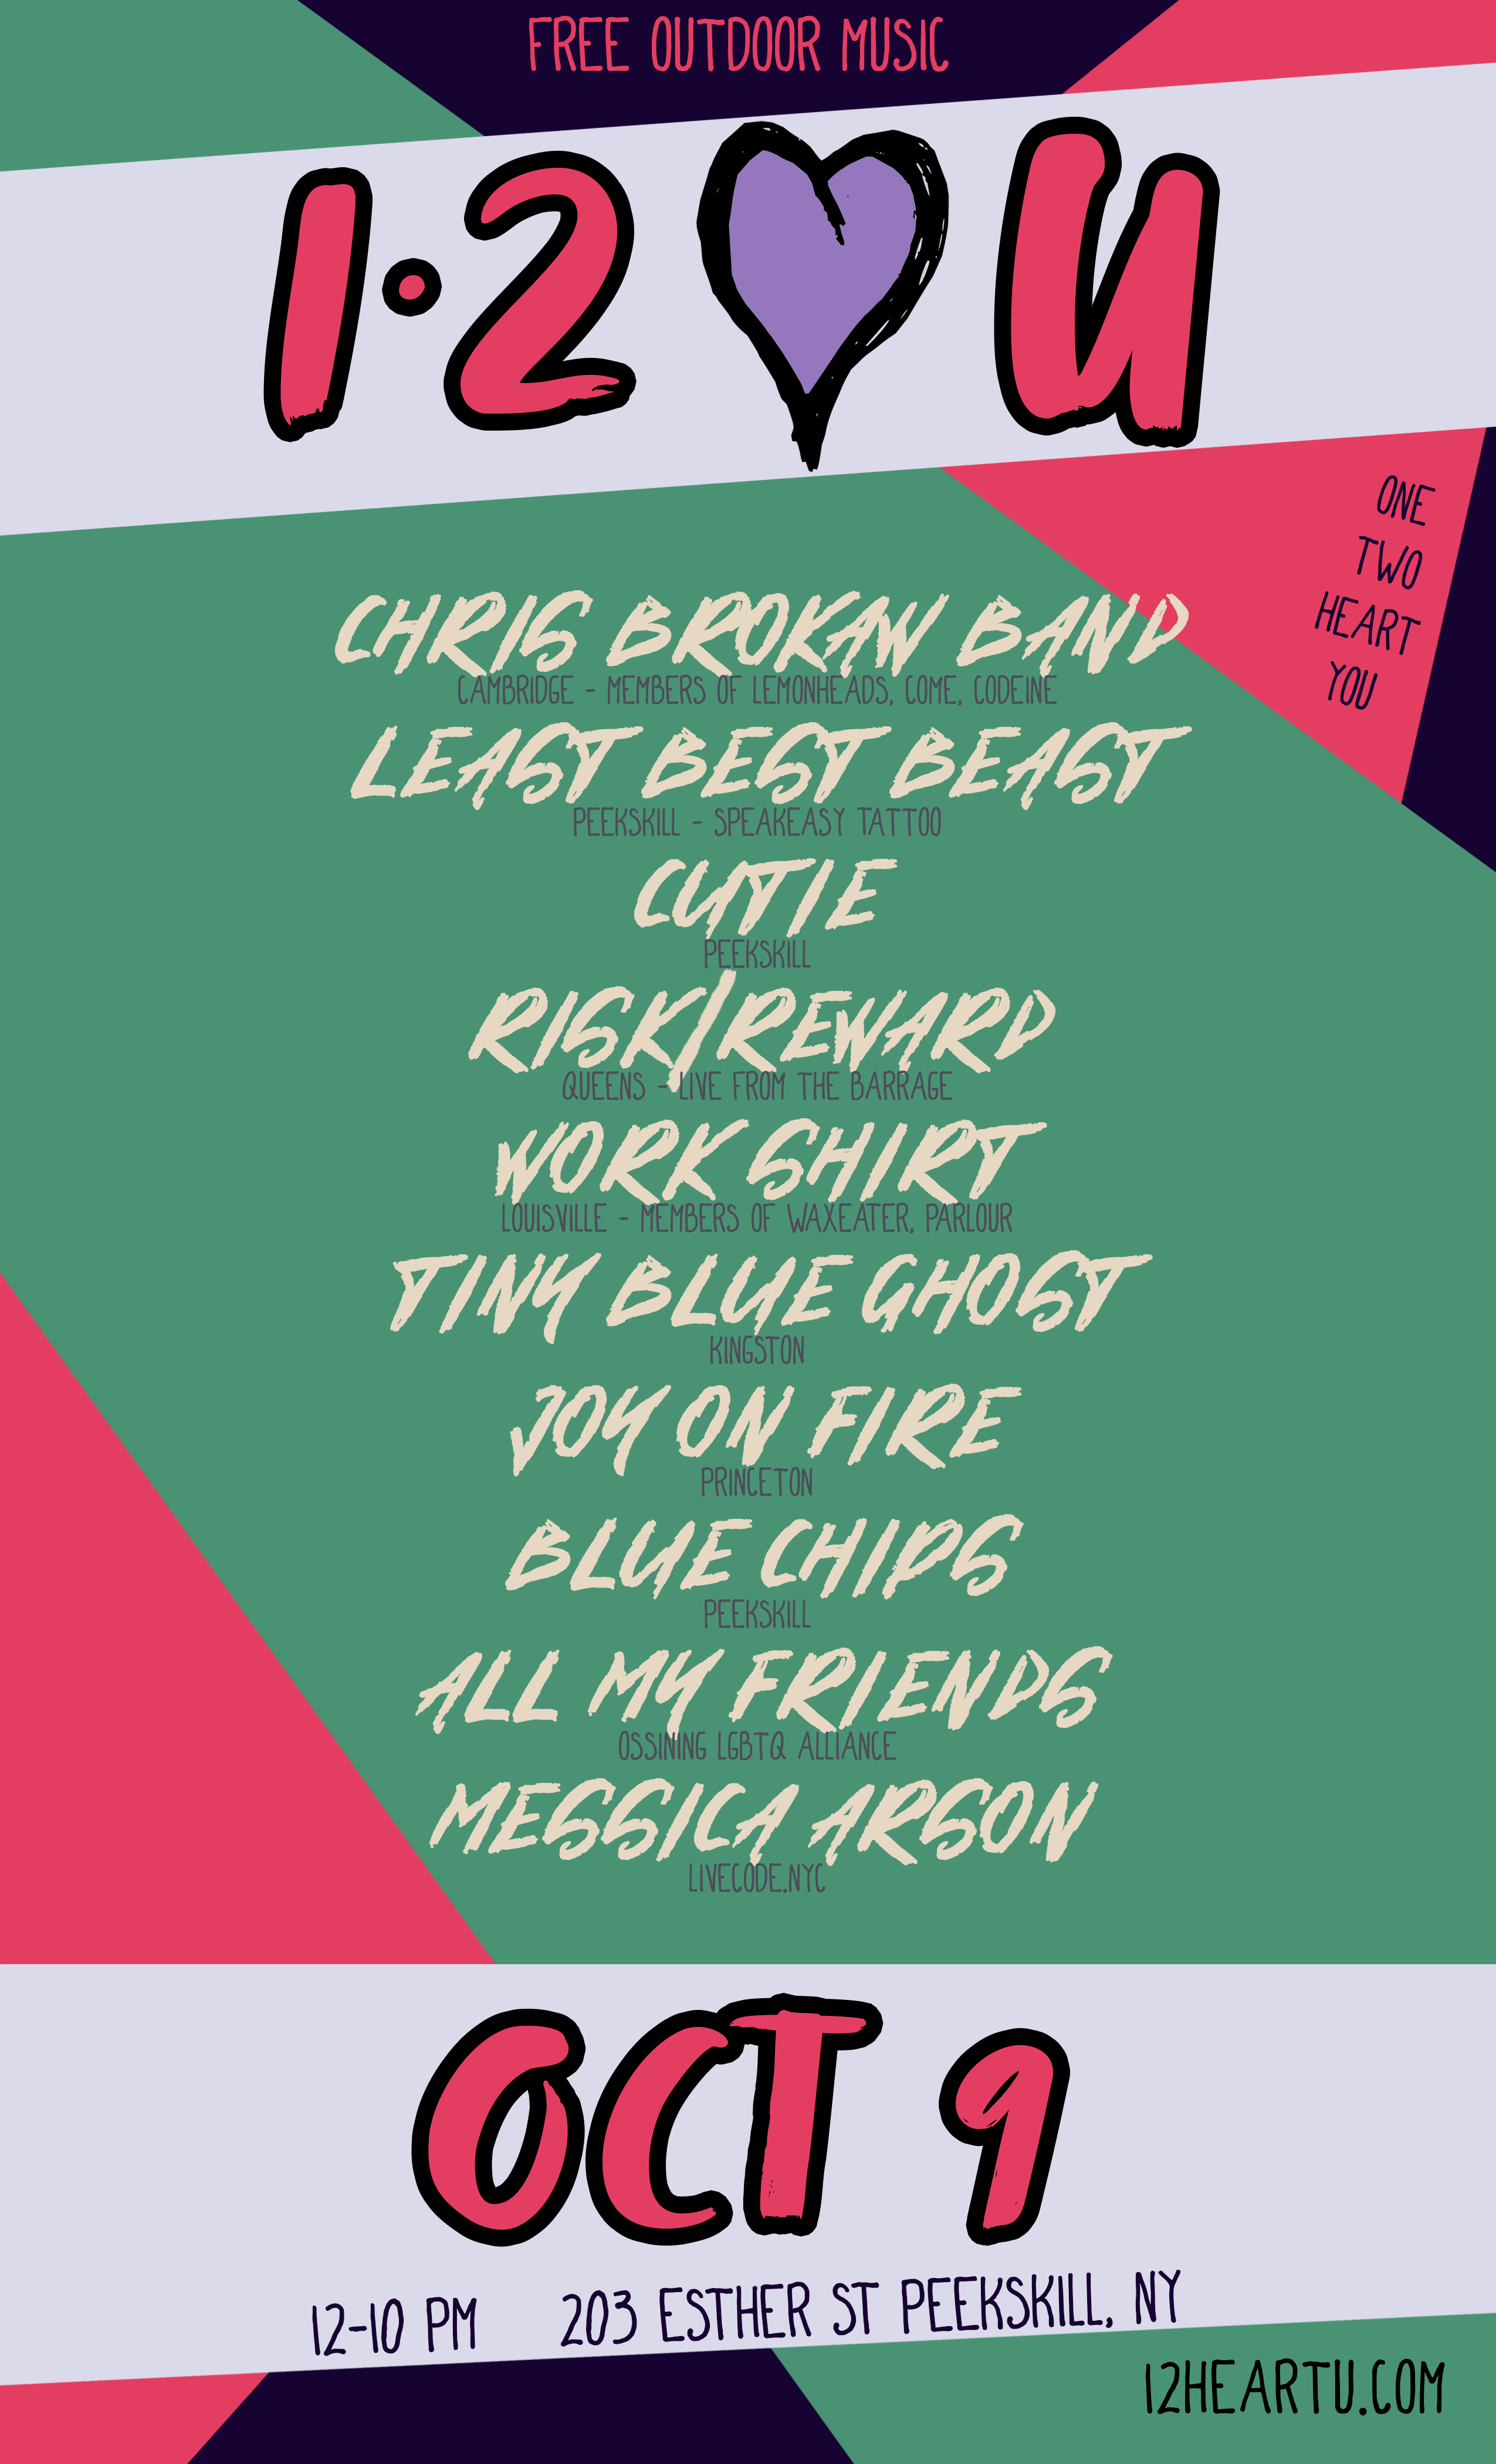 FREE OUTDOOR MUSIC
1·2 ♥ U
ONE
TWO
HEART
YOU
CHRIS BROKAW BAND
CAMBRIDGE - MEMBERS OF LEMONHEADS, COME, CODEINE
LEAST BEST BEAST
PEEKSKILL - SPEAKEASY TATTOO
CUTIE
PEEKSKILL
RISK/REWARD
QUEENS - LIVE FROM THE BARRAGE
WORK SHIRT
LOUISVILLE - MEMBERS OF WAXEATER, PARLOUR
TINY BLUE GHOST
KINGSTON
JOY ON FIRE
PRINCETON
BLUE CHIPS
PEEKSKILL
ALL MY FRIENDS
OSSINING LGBTQ ALLIANCE
MESSICA ARSON
LIVECODE.NYC
OCT 9
12-10 PM 203 ESTHER ST PEEKSKILL, NY
12HEARTU.COM